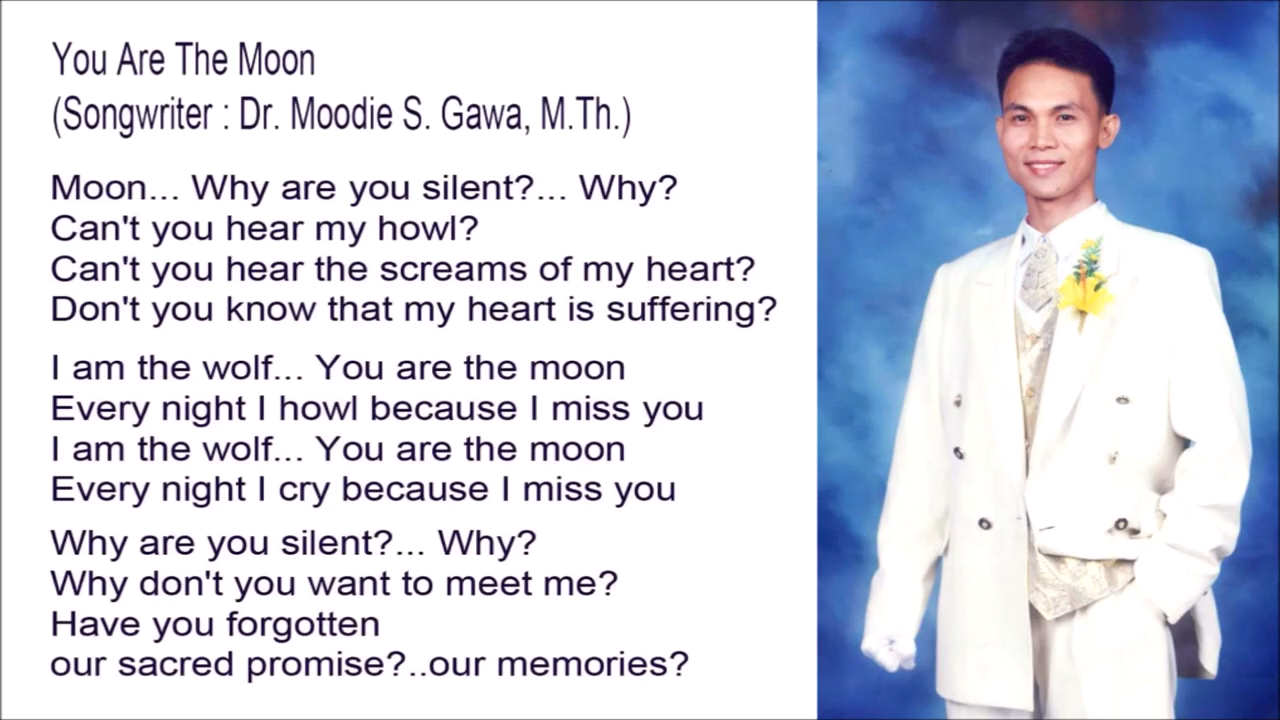 You Are The Moon
(Songwriter : Dr. Moodie S. Gawa, M.Th.)
Moon... Why are you silent?... Why?
Can't you hear my howl?
Can't you hear the screams of my heart?
Don't you know that my heart is suffering?
I am the wolf... You are the moon
Every night I howl because I miss you
I am the wolf... You are the moon
Every night I cry because I miss you
Why are you silent?... Why?
Why don't you want to meet me?
Have you forgotten
our sacred promise?..our memories?